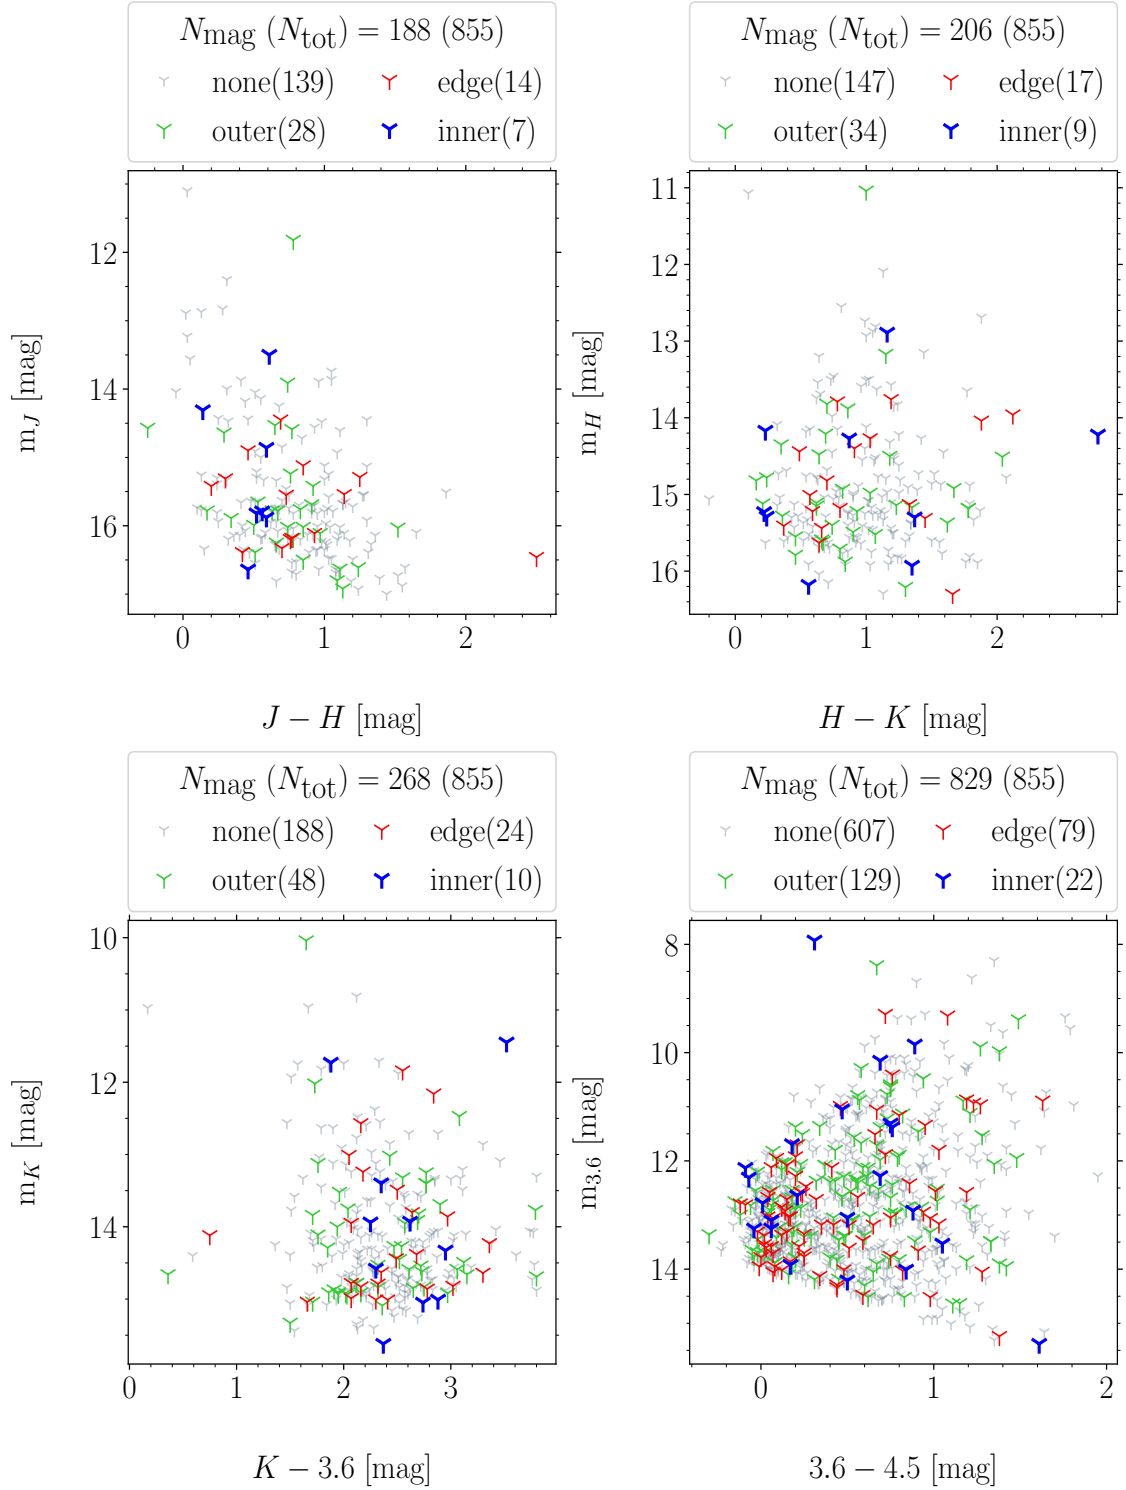 N_mag (N_tot) = 188 (855)
none(139) edge(14)
outer(28) inner(7)
12
14
16
m_J [mag]
0 1 2
J − H [mag]
N_mag (N_tot) = 206 (855)
none(147) edge(17)
outer(34) inner(9)
11
12
13
14
15
16
m_H [mag]
0 1 2
H − K [mag]
N_mag (N_tot) = 268 (855)
none(188) edge(24)
outer(48) inner(10)
10
12
14
m_K [mag]
0 1 2 3
K − 3.6 [mag]
N_mag (N_tot) = 829 (855)
none(607) edge(79)
outer(129) inner(22)
8
10
12
14
m_3.6 [mag]
0 1 2
3.6 − 4.5 [mag]